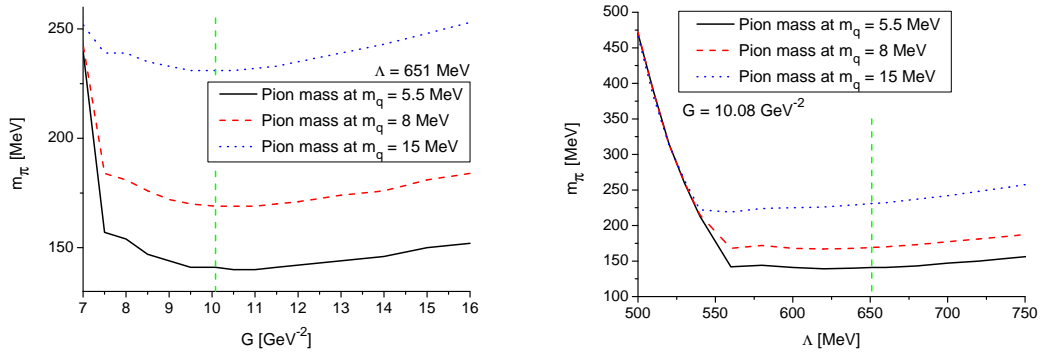 250
200
150
m_π [MeV]
Λ = 651 MeV
Pion mass at m_q = 5.5 MeV
Pion mass at m_q = 8 MeV
Pion mass at m_q = 15 MeV
7 8 9 10 11 12 13 14 15 16
G [GeV⁻²]
500
450
400
350
300
250
200
150
100
m_π [MeV]
Pion mass at m_q = 5.5 MeV
Pion mass at m_q = 8 MeV
Pion mass at m_q = 15 MeV
G = 10.08 GeV⁻²
500 550 600 650 700 750
Λ [MeV]